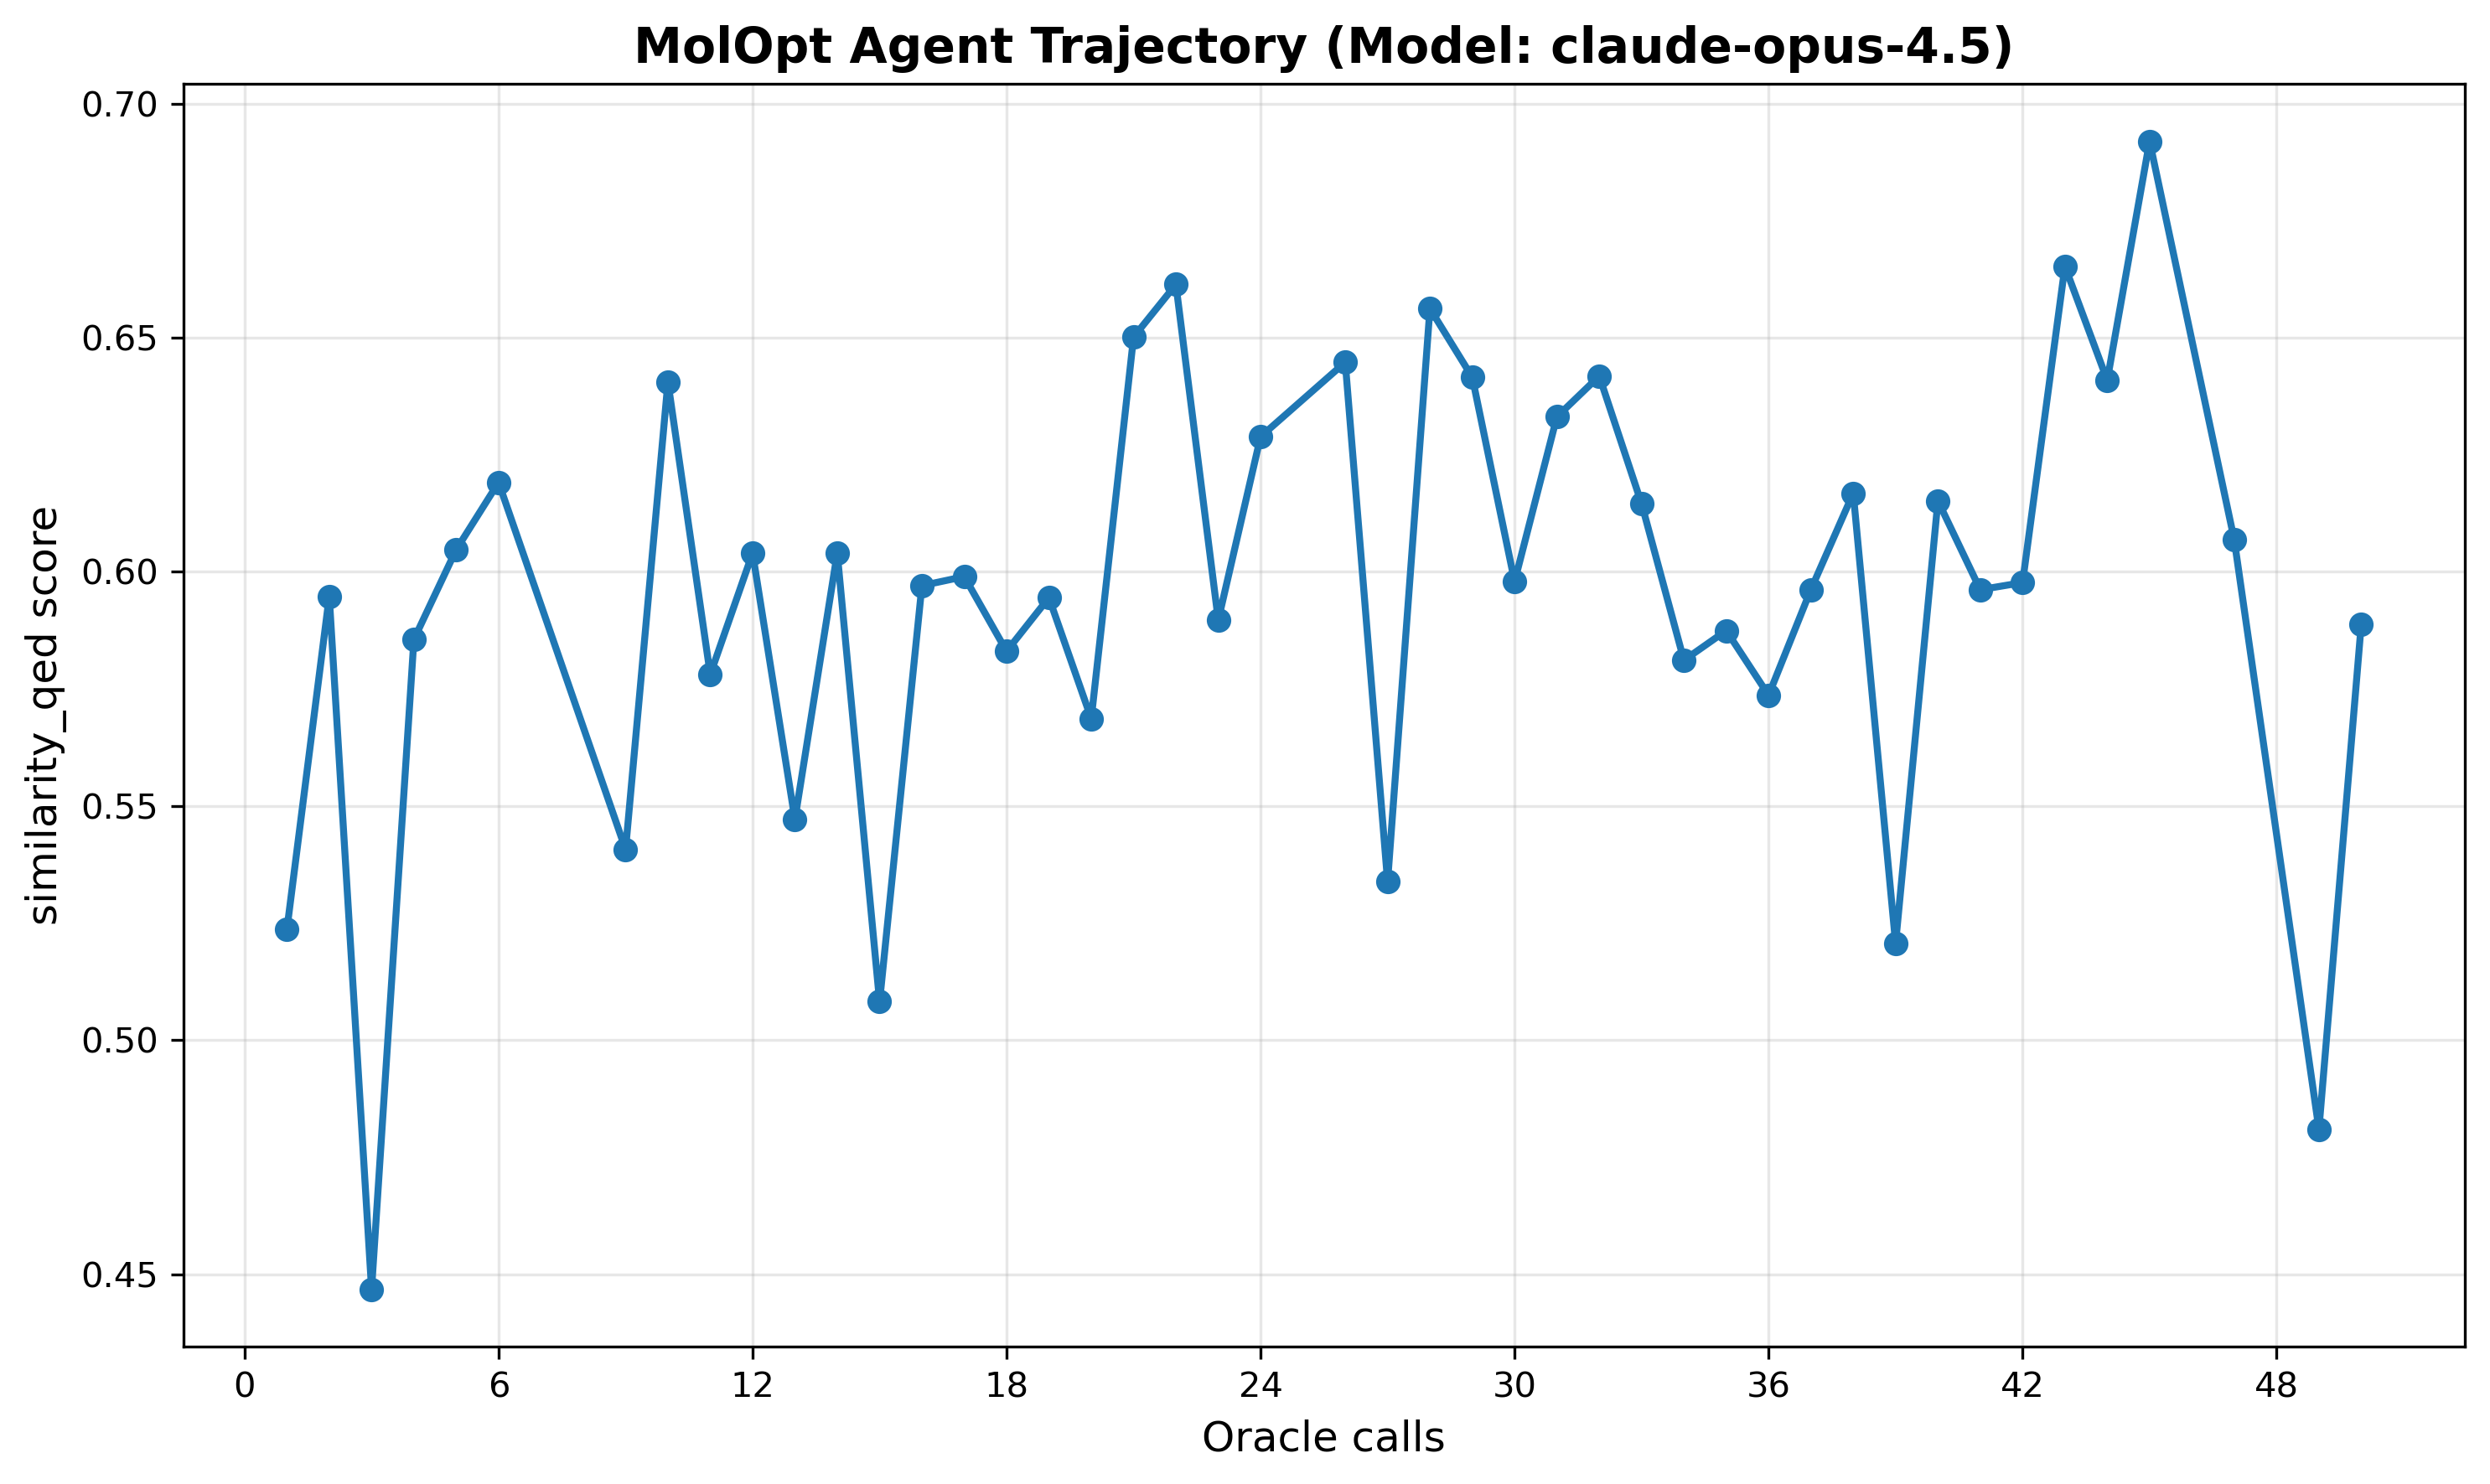 MolOpt Agent Trajectory (Model: claude-opus-4.5)
similarity_qed score
0.70
0.65
0.60
0.55
0.50
0.45
0 6 12 18 24 30 36 42 48
Oracle calls